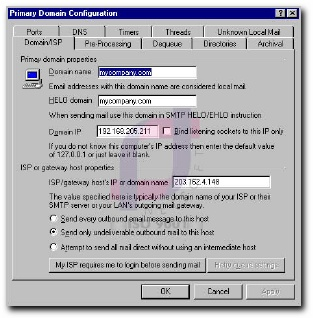 Primary Domain Configuration
Ports DNS Timers Threads Unknown Local Mail
Domain/ISP Pre-Processing Dequeue Directories Archival
Primary domain properties
Domain name mycompany.com
Email addresses with this domain are considered local mail
HELO domain mycompany.com
When sending mail use this domain in SMTP HELO/EHLO instruction
Domain IP 192.168.205.211 Bind listening sockets to this IP only
If you do not know this computer's IP address then enter the default
value of 127.0.0.1 or just leave it blank.
ISP or gateway host properties
ISP/gateway host's IP or domain name 203.162.4.148
The value specified here is typically the domain name of your ISP or their
SMTP server or your LAN's outgoing mail gateway.
Send every outbound email message to this host
Send only undeliverable outbound mail to this host
Attempt to send all mail direct without using an intermediate host
My ISP requires me to login before sending mail Retry queue settings
OK Cancel Apply